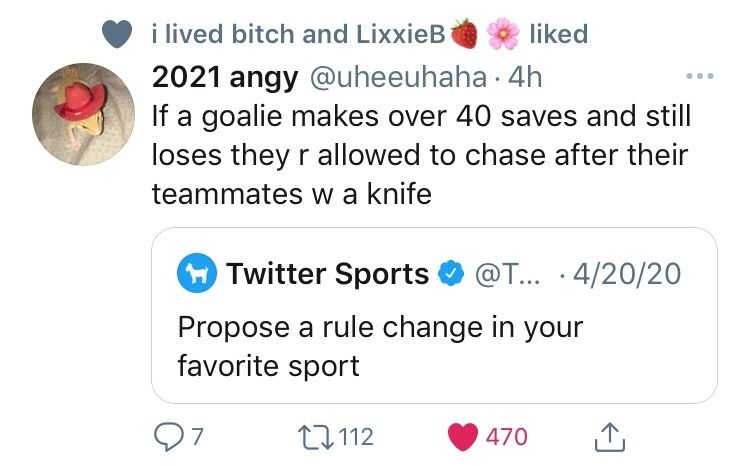 i lived bitch and LixxieB🍓🌸 liked
2021 angy @uheeuhaha · 4h
If a goalie makes over 40 saves and still
loses they r allowed to chase after their
teammates w a knife
Twitter Sports @T... · 4/20/20
Propose a rule change in your
favorite sport
7 112 470